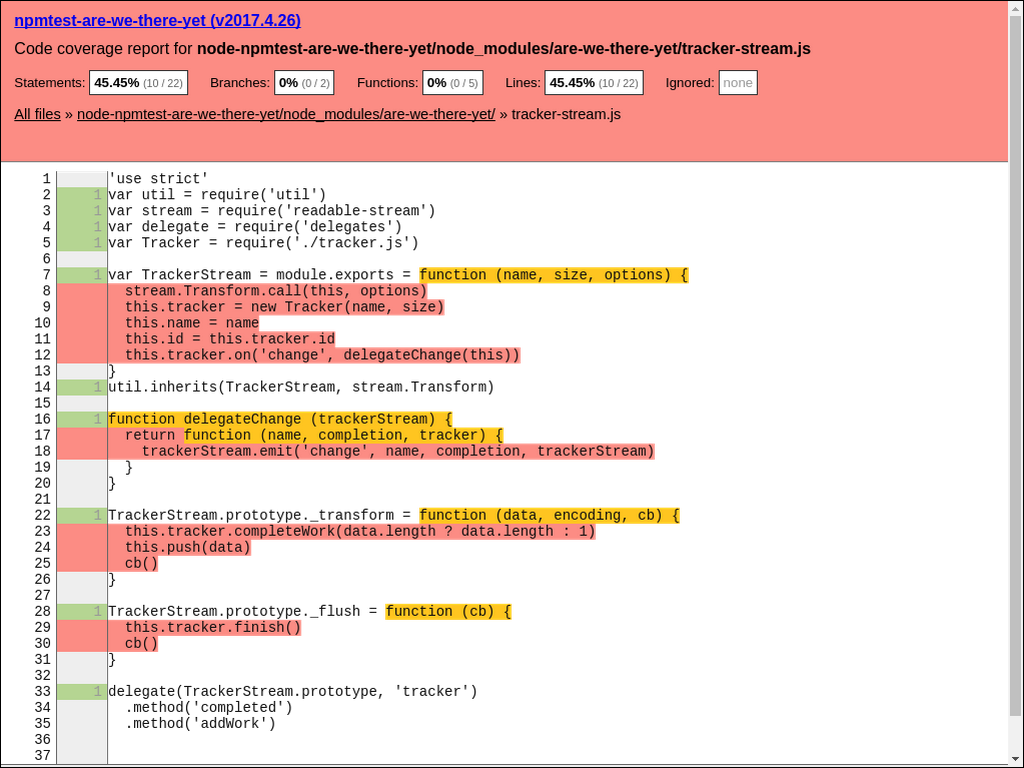 npmtest-are-we-there-yet (v2017.4.26)
Code coverage report for node-npmtest-are-we-there-yet/node_modules/are-we-there-yet/tracker-stream.js
Statements: 45.45% (10 / 22) Branches: 0% (0 / 2) Functions: 0% (0 / 5) Lines: 45.45% (10 / 22) Ignored: none
All files » node-npmtest-are-we-there-yet/node_modules/are-we-there-yet/ » tracker-stream.js
1 'use strict'
2 1 var util = require('util')
3 1 var stream = require('readable-stream')
4 1 var delegate = require('delegates')
5 1 var Tracker = require('./tracker.js')
6
7 1 var TrackerStream = module.exports = function (name, size, options) {
8 stream.Transform.call(this, options)
9 this.tracker = new Tracker(name, size)
10 this.name = name
11 this.id = this.tracker.id
12 this.tracker.on('change', delegateChange(this))
13 }
14 1 util.inherits(TrackerStream, stream.Transform)
15
16 1 function delegateChange (trackerStream) {
17 return function (name, completion, tracker) {
18 trackerStream.emit('change', name, completion, trackerStream)
19 }
20 }
21
22 1 TrackerStream.prototype._transform = function (data, encoding, cb) {
23 this.tracker.completeWork(data.length ? data.length : 1)
24 this.push(data)
25 cb()
26 }
27
28 1 TrackerStream.prototype._flush = function (cb) {
29 this.tracker.finish()
30 cb()
31 }
32
33 1 delegate(TrackerStream.prototype, 'tracker')
34 .method('completed')
35 .method('addWork')
36
37